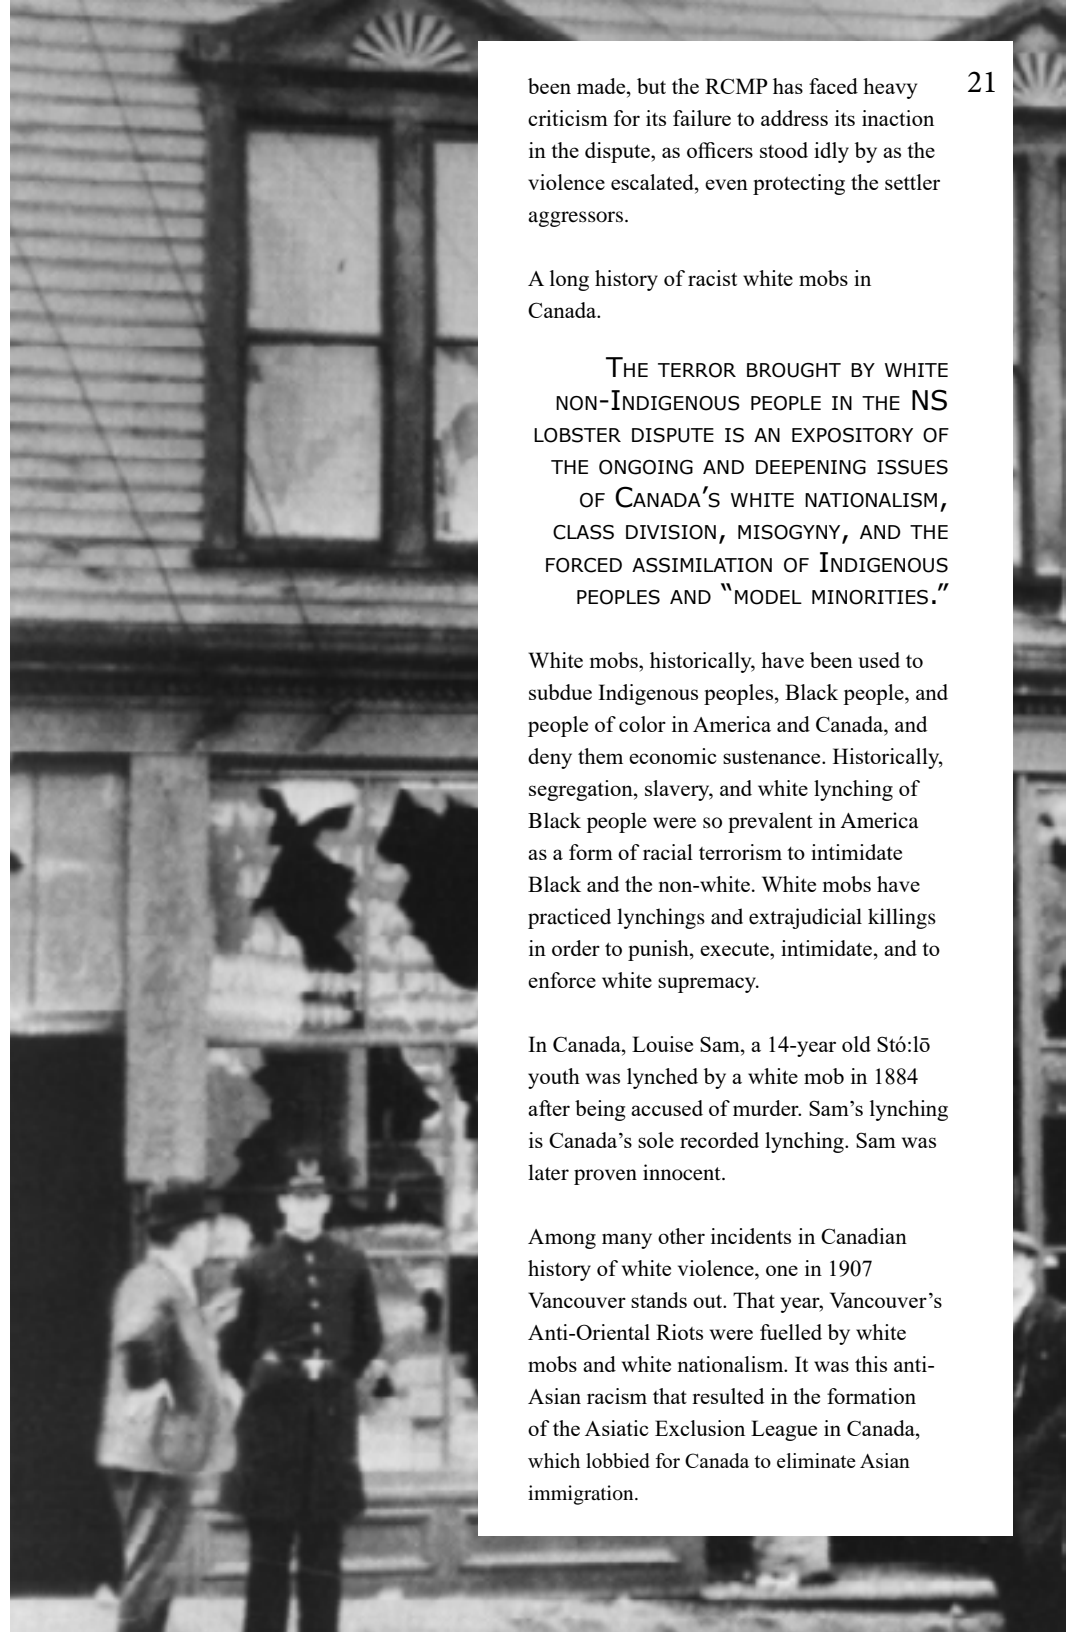 21
been made, but the RCMP has faced heavy
criticism for its failure to address its inaction
in the dispute, as officers stood idly by as the
violence escalated, even protecting the settler
aggressors.
A long history of racist white mobs in
Canada.
The terror brought by white
non-Indigenous people in the NS
lobster dispute is an expository of
the ongoing and deepening issues
of Canada’s white nationalism,
class division, misogyny, and the
forced assimilation of Indigenous
peoples and “model minorities.”
White mobs, historically, have been used to
subdue Indigenous peoples, Black people, and
people of color in America and Canada, and
deny them economic sustenance. Historically,
segregation, slavery, and white lynching of
Black people were so prevalent in America
as a form of racial terrorism to intimidate
Black and the non-white. White mobs have
practiced lynchings and extrajudicial killings
in order to punish, execute, intimidate, and to
enforce white supremacy.
In Canada, Louise Sam, a 14-year old Stó:lō
youth was lynched by a white mob in 1884
after being accused of murder. Sam’s lynching
is Canada’s sole recorded lynching. Sam was
later proven innocent.
Among many other incidents in Canadian
history of white violence, one in 1907
Vancouver stands out. That year, Vancouver’s
Anti-Oriental Riots were fuelled by white
mobs and white nationalism. It was this anti-
Asian racism that resulted in the formation
of the Asiatic Exclusion League in Canada,
which lobbied for Canada to eliminate Asian
immigration.